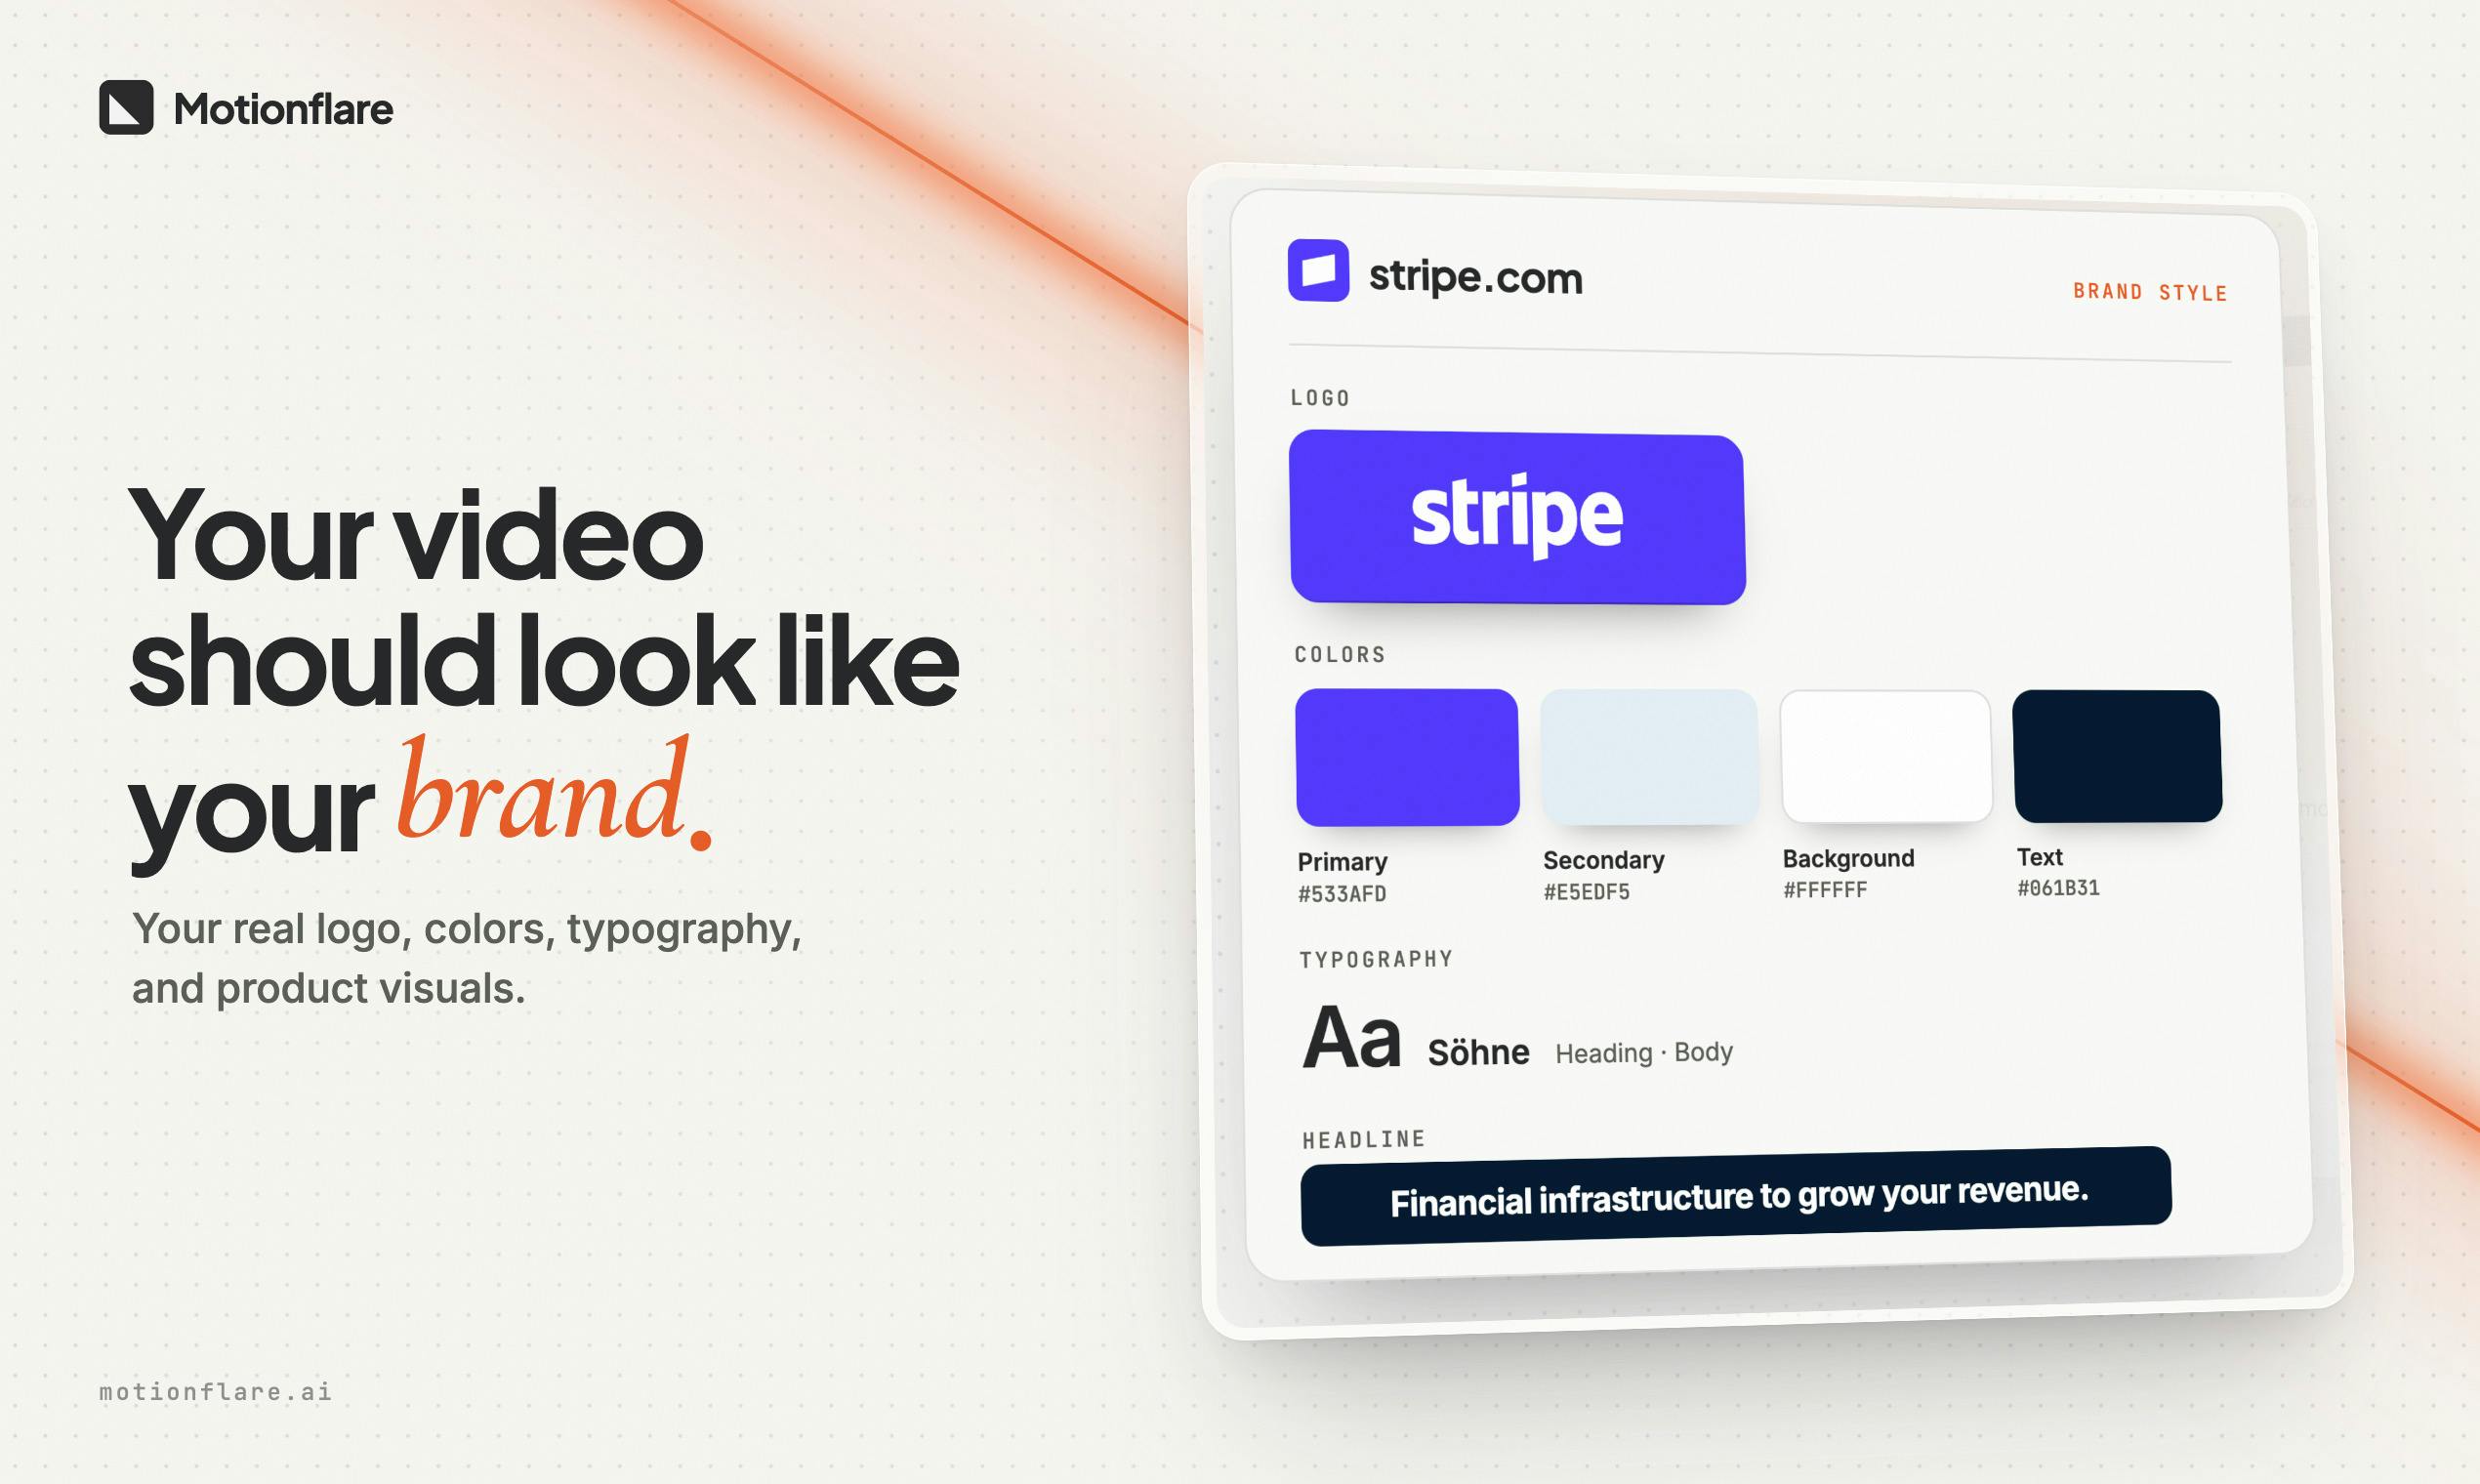 Motionflare
Your video
should look like
your brand.
Your real logo, colors, typography,
and product visuals.
motionflare.ai
stripe.com
BRAND STYLE
LOGO
stripe
COLORS
Primary
#533AFD
Secondary
#E5EDF5
Background
#FFFFFF
Text
#061B31
TYPOGRAPHY
Aa Söhne Heading · Body
HEADLINE
Financial infrastructure to grow your revenue.